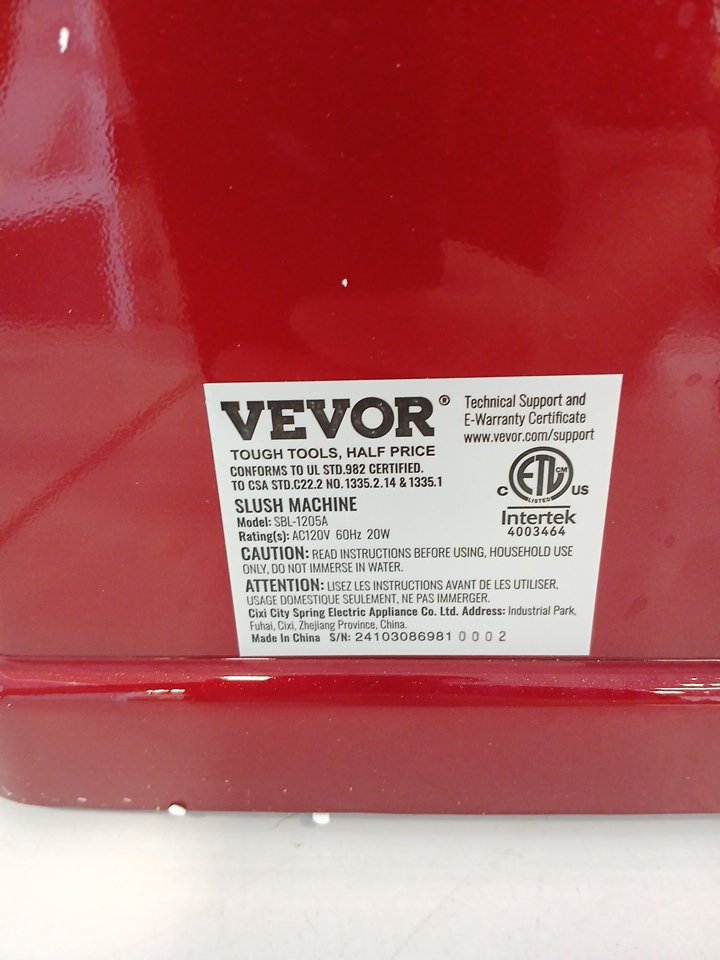 VEVOR®
TOUGH TOOLS, HALF PRICE
CONFORMS TO UL STD.982 CERTIFIED.
TO CSA STD.C22.2 NO.1335.2.14 & 1335.1
Technical Support and
E-Warranty Certificate
www.vevor.com/support
ETL CM
LISTED
C US
Intertek
4003464
SLUSH MACHINE
Model: SBL-1205A
Rating(s): AC120V 60Hz 20W
CAUTION: READ INSTRUCTIONS BEFORE USING, HOUSEHOLD USE
ONLY, DO NOT IMMERSE IN WATER.
ATTENTION: LISEZ LES INSTRUCTIONS AVANT DE LES UTILISER,
USAGE DOMESTIQUE SEULEMENT, NE PAS IMMERGER.
Cixi City Spring Electric Appliance Co. Ltd. Address: Industrial Park,
Fuhai, Cixi, Zhejiang Province, China.
Made in China S/N: 24103086981 0002